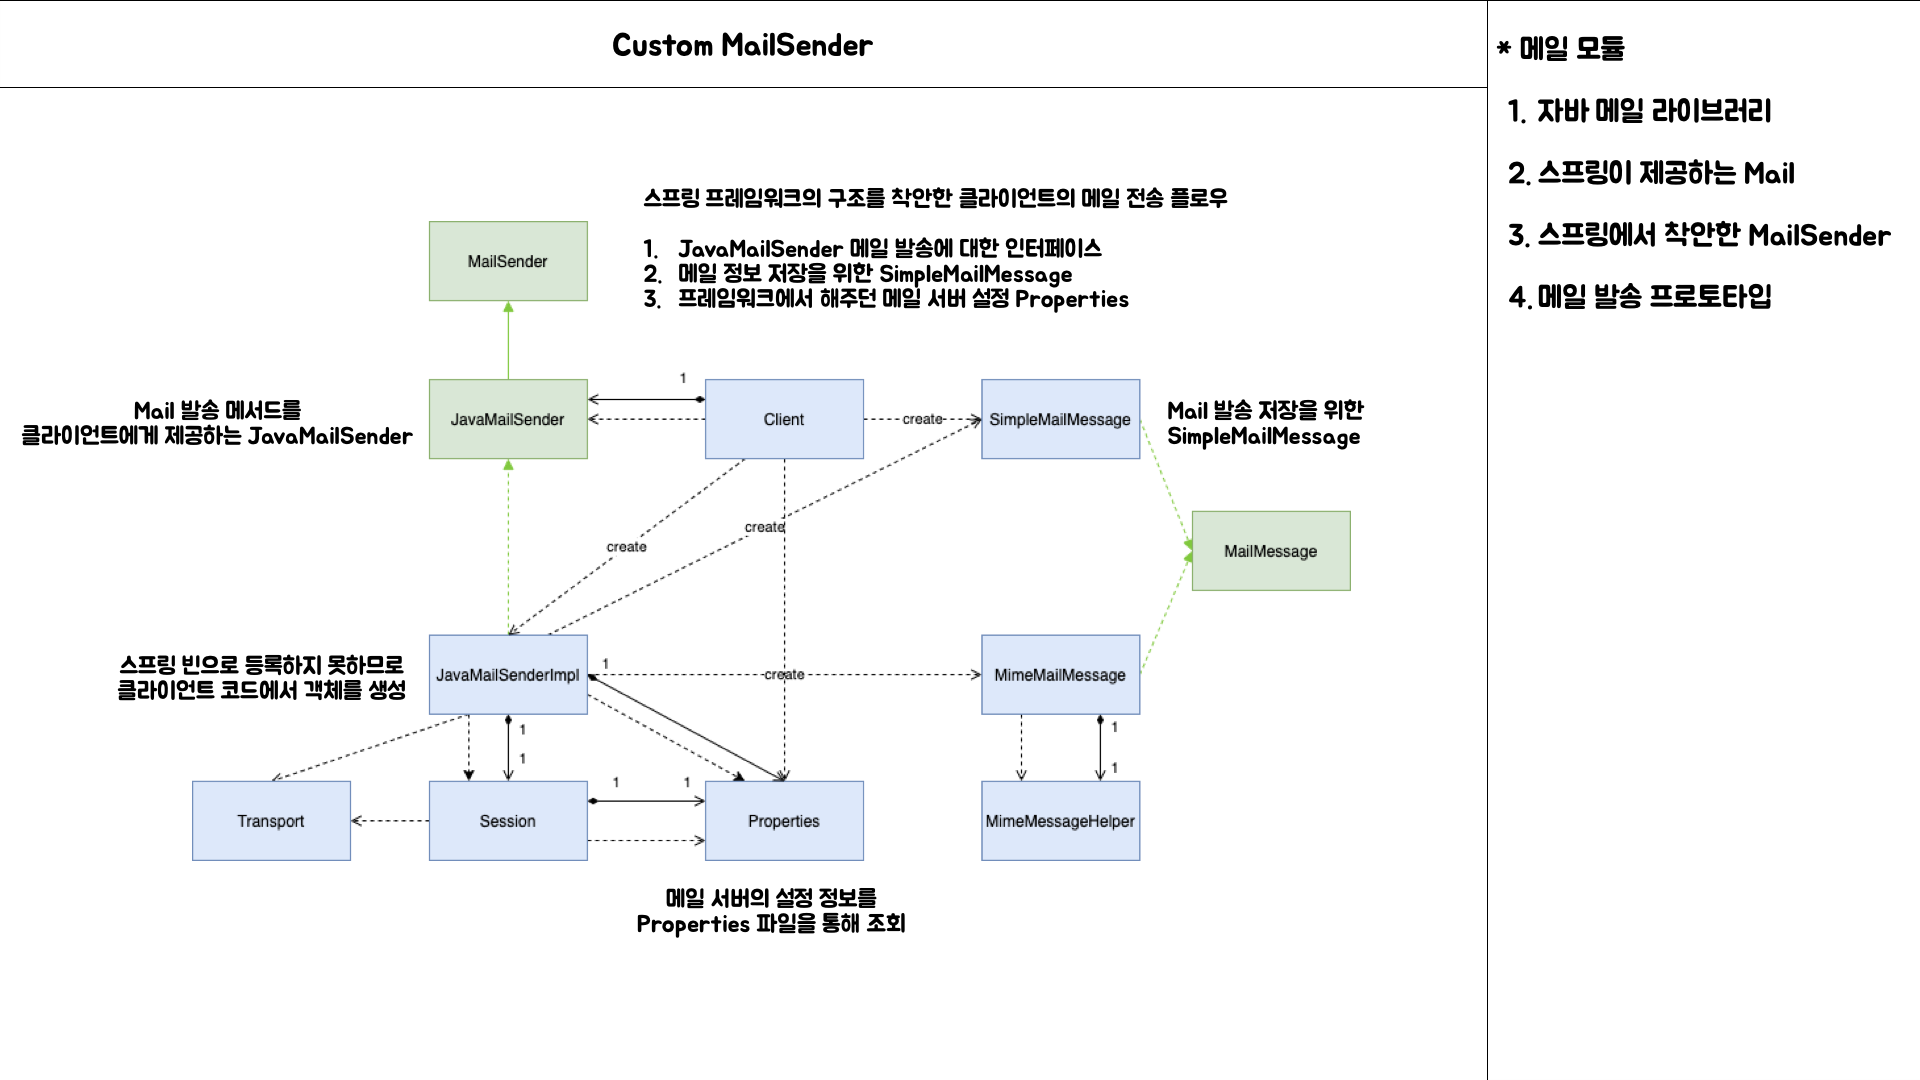 Custom MailSender
* 메일 모듈
1. 자바 메일 라이브러리
2. 스프링이 제공하는 Mail
3. 스프링에서 착안한 MailSender
4. 메일 발송 프로토타입
스프링 프레임워크의 구조를 착안한 클라이언트의 메일 전송 플로우
1. JavaMailSender 메일 발송에 대한 인터페이스
2. 메일 정보 저장을 위한 SimpleMailMessage
3. 프레임워크에서 해주던 메일 서버 설정 Properties
MailSender
1
Mail 발송 메서드를
클라이언트에게 제공하는 JavaMailSender
JavaMailSender
Client
create
SimpleMailMessage
Mail 발송 저장을 위한
SimpleMailMessage
create
create
MailMessage
스프링 빈으로 등록하지 못하므로
클라이언트 코드에서 객체를 생성
JavaMailSenderImpl
1
create
MimeMailMessage
1
1
1
1
1
1
Transport
Session
Properties
MimeMessageHelper
메일 서버의 설정 정보를
Properties 파일을 통해 조회